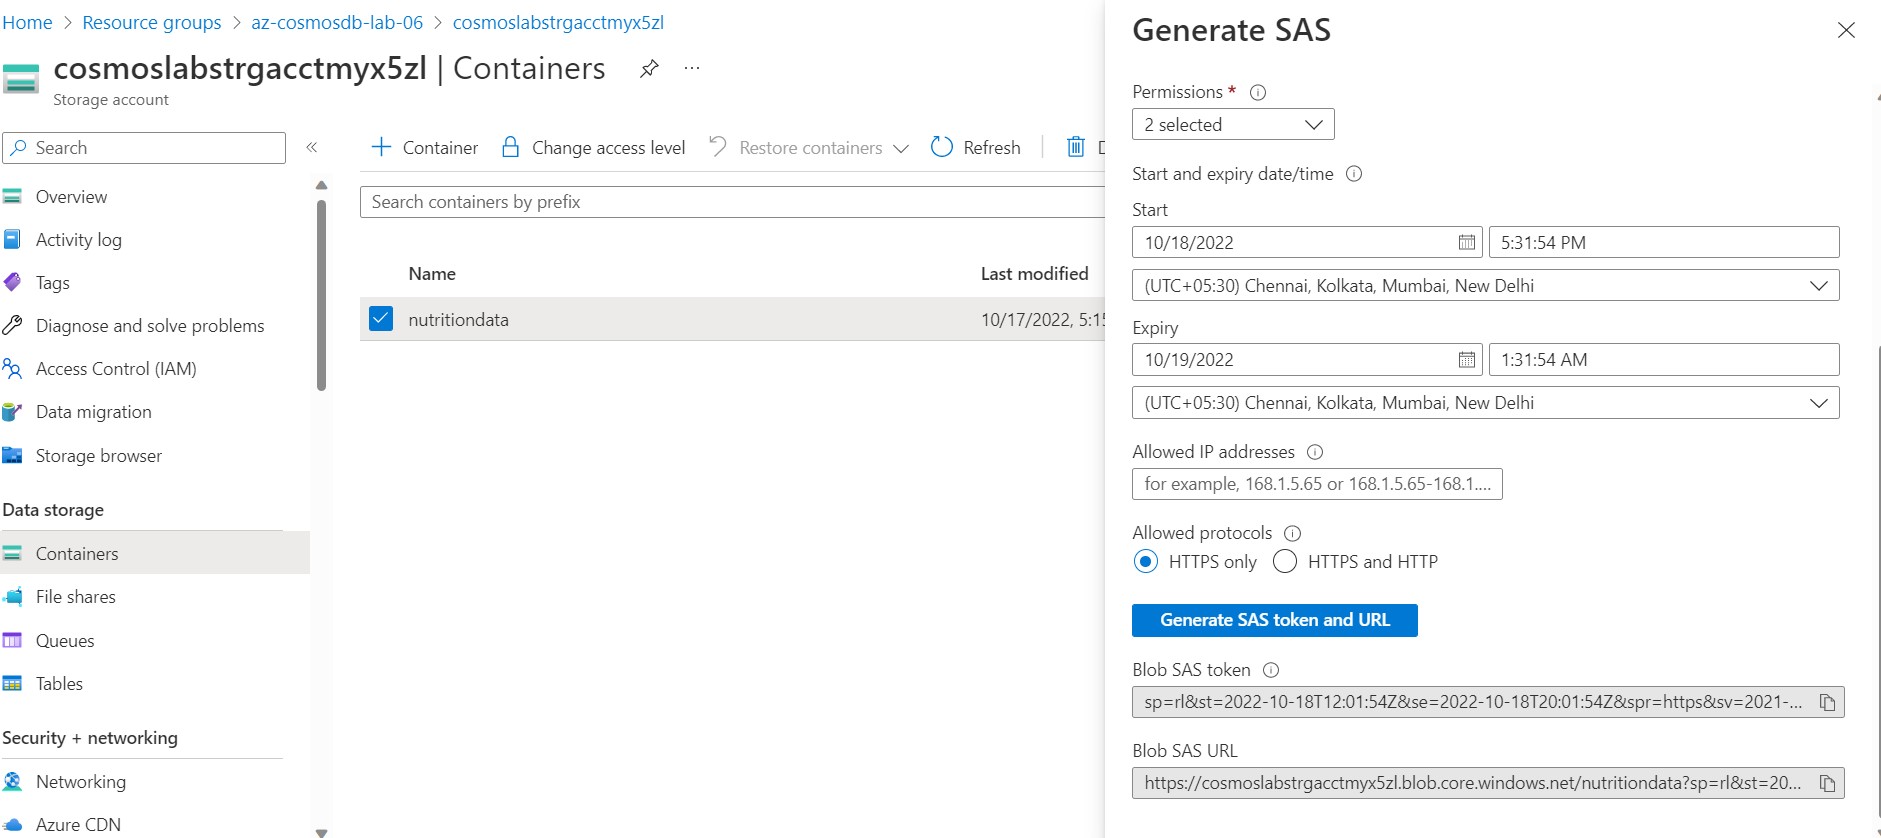 Home > Resource groups > az-cosmosdb-lab-06 > cosmoslabstrgacctmyx5zl
cosmoslabstrgacctmyx5zl | Containers
Storage account
Search
Overview
Activity log
Tags
Diagnose and solve problems
Access Control (IAM)
Data migration
Storage browser
Data storage
Containers
File shares
Queues
Tables
Security + networking
Networking
Azure CDN
Container Change access level Restore containers Refresh
Search containers by prefix
Name Last modified
nutritiondata 10/17/2022, 5:15
Generate SAS
Permissions *
2 selected
Start and expiry date/time
Start
10/18/2022 5:31:54 PM
(UTC+05:30) Chennai, Kolkata, Mumbai, New Delhi
Expiry
10/19/2022 1:31:54 AM
(UTC+05:30) Chennai, Kolkata, Mumbai, New Delhi
Allowed IP addresses
for example, 168.1.5.65 or 168.1.5.65-168.1....
Allowed protocols
HTTPS only HTTPS and HTTP
Generate SAS token and URL
Blob SAS token
sp=rl&st=2022-10-18T12:01:54Z&se=2022-10-18T20:01:54Z&spr=https&sv=2021-...
Blob SAS URL
https://cosmoslabstrgacctmyx5zl.blob.core.windows.net/nutritiondata?sp=rl&st=20...